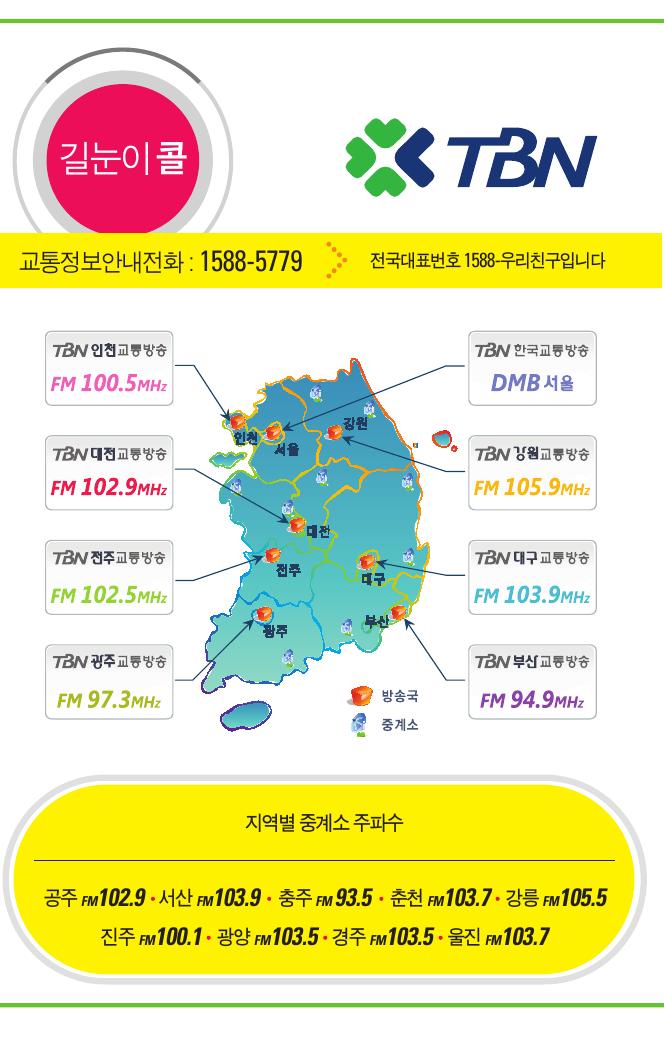 길눈이 콜
TBN
교통정보안내전화 : 1588-5779
전국대표번호 1588-우리친구입니다
TBN 인천교통방송
FM 100.5MHz
TBN 한국교통방송
DMB 서울
TBN 대전교통방송
FM 102.9MHz
TBN 강원교통방송
FM 105.9MHz
TBN 전주교통방송
FM 102.5MHz
TBN 대구교통방송
FM 103.9MHz
TBN 광주교통방송
FM 97.3MHz
TBN 부산교통방송
FM 94.9MHz
인천
서울
강원
대전
전주
대구
광주
부산
방송국
중계소
지역별 중계소 주파수
공주 FM102.9 • 서산 FM103.9 • 충주 FM 93.5 • 춘천 FM103.7 • 강릉 FM105.5
진주 FM100.1 • 광양 FM103.5 • 경주 FM103.5 • 울진 FM103.7